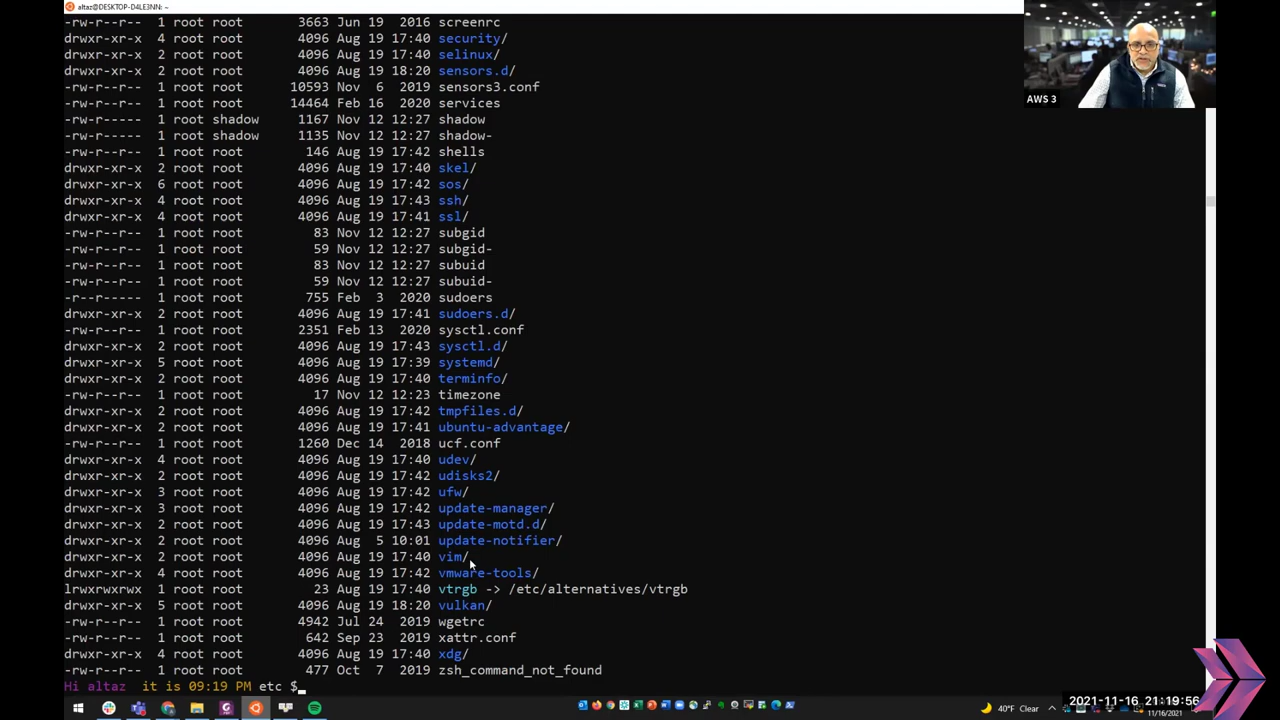 altaz@DESKTOP-D4LE3NN: ~
-rw-r--r-- 1 root root 3663 Jun 19 2016 screenrc
drwxr-xr-x 4 root root 4096 Aug 19 17:40 security/
drwxr-xr-x 2 root root 4096 Aug 19 17:40 selinux/
drwxr-xr-x 2 root root 4096 Aug 19 18:20 sensors.d/
-rw-r--r-- 1 root root 10593 Nov 6 2019 sensors3.conf
-rw-r--r-- 1 root root 14464 Feb 16 2020 services
-rw-r----- 1 root shadow 1167 Nov 12 12:27 shadow
-rw-r----- 1 root shadow 1135 Nov 12 12:27 shadow-
-rw-r--r-- 1 root root 146 Aug 19 17:42 shells
drwxr-xr-x 2 root root 4096 Aug 19 17:40 skel/
drwxr-xr-x 6 root root 4096 Aug 19 17:42 sos/
drwxr-xr-x 4 root root 4096 Aug 19 17:43 ssh/
drwxr-xr-x 4 root root 4096 Aug 19 17:41 ssl/
-rw-r--r-- 1 root root 83 Nov 12 12:27 subgid
-rw-r--r-- 1 root root 59 Nov 12 12:27 subgid-
-rw-r--r-- 1 root root 83 Nov 12 12:27 subuid
-rw-r--r-- 1 root root 59 Nov 12 12:27 subuid-
-r--r----- 1 root root 755 Feb 3 2020 sudoers
drwxr-xr-x 2 root root 4096 Aug 19 17:41 sudoers.d/
-rw-r--r-- 1 root root 2351 Feb 13 2020 sysctl.conf
drwxr-xr-x 2 root root 4096 Aug 19 17:43 sysctl.d/
drwxr-xr-x 5 root root 4096 Aug 19 17:39 systemd/
drwxr-xr-x 2 root root 4096 Aug 19 17:40 terminfo/
-rw-r--r-- 1 root root 17 Nov 12 12:23 timezone
drwxr-xr-x 2 root root 4096 Aug 19 17:42 tmpfiles.d/
drwxr-xr-x 2 root root 4096 Aug 19 17:41 ubuntu-advantage/
-rw-r--r-- 1 root root 1260 Dec 14 2018 ucf.conf
drwxr-xr-x 4 root root 4096 Aug 19 17:40 udev/
drwxr-xr-x 2 root root 4096 Aug 19 17:42 udisks2/
drwxr-xr-x 3 root root 4096 Aug 19 17:42 ufw/
drwxr-xr-x 3 root root 4096 Aug 19 17:42 update-manager/
drwxr-xr-x 2 root root 4096 Aug 19 17:43 update-motd.d/
drwxr-xr-x 2 root root 4096 Aug 5 10:01 update-notifier/
drwxr-xr-x 2 root root 4096 Aug 19 17:40 vim/
drwxr-xr-x 4 root root 4096 Aug 19 17:42 vmware-tools/
lrwxrwxrwx 1 root root 23 Aug 19 17:40 vtrgb -> /etc/alternatives/vtrgb
drwxr-xr-x 5 root root 4096 Aug 19 18:20 vulkan/
-rw-r--r-- 1 root root 4942 Jul 24 2019 wgetrc
-rw-r--r-- 1 root root 642 Sep 23 2019 xattr.conf
drwxr-xr-x 4 root root 4096 Aug 19 17:40 xdg/
-rw-r--r-- 1 root root 477 Oct 7 2019 zsh_command_not_found
Hi altaz it is 09:19 PM etc $
AWS 3
40°F Clear
2021-11-16 21:19:56
11/16/2021